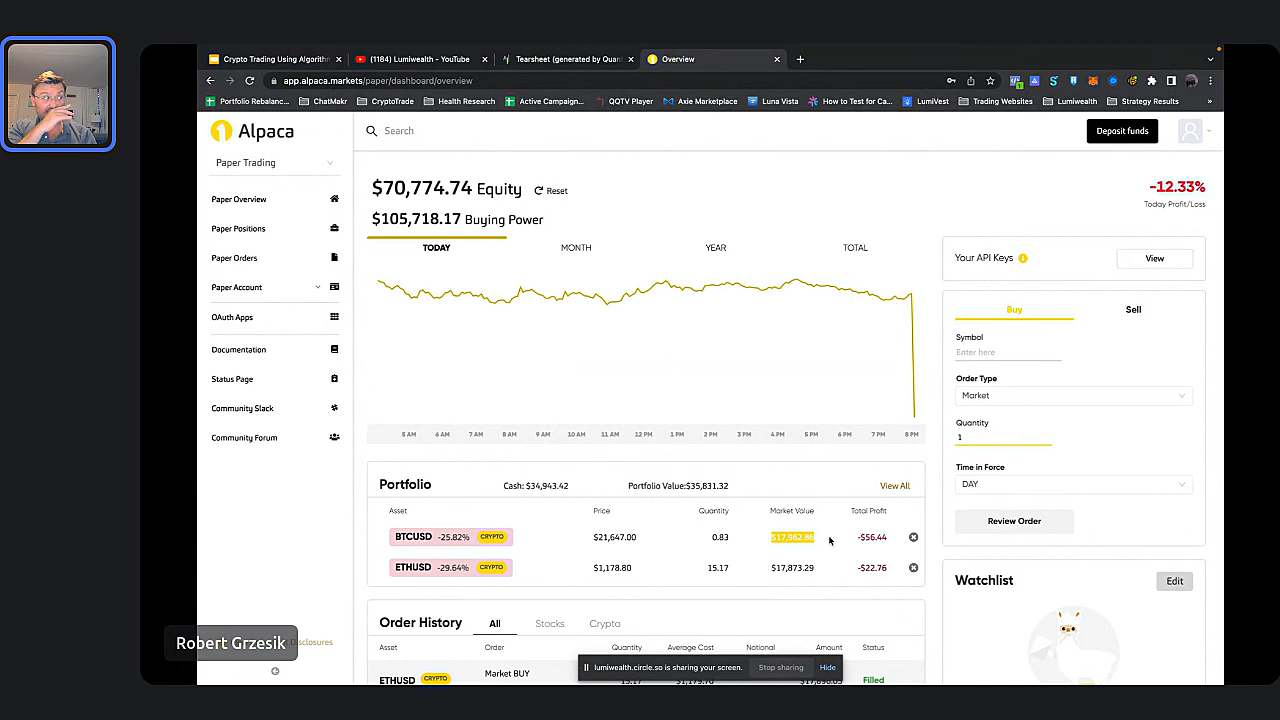 Crypto Trading Using Algorithm
(1184) Lumiwealth - YouTube
Tearsheet (generated by Quan
Overview
app.alpaca.markets/paper/dashboard/overview
Portfolio Rebalanc...
ChatMakr
CryptoTrade
Health Research
Active Campaign...
QQTV Player
Axie Marketplace
Luna Vista
How to Test for Ca...
LumiVest
Trading Websites
Lumiwealth
Strategy Results
Alpaca
Search
Deposit funds
Paper Trading
Paper Overview
Paper Positions
Paper Orders
Paper Account
OAuth Apps
Documentation
Status Page
Community Slack
Community Forum
Disclosures
$70,774.74 Equity
Reset
$105,718.17 Buying Power
-12.33%
Today Profit/Loss
TODAY
MONTH
YEAR
TOTAL
5 AM 6 AM 7 AM 8 AM 9 AM 10 AM 11 AM 12 PM 1 PM 2 PM 3 PM 4 PM 5 PM 6 PM 7 PM 8 PM
Your API Keys
View
Buy
Sell
Symbol
Enter here
Order Type
Market
Quantity
1
Time in Force
DAY
Review Order
Portfolio
Cash: $34,943.42
Portfolio Value:$35,831.32
View All
Asset Price Quantity Market Value Total Profit
BTCUSD -25.82% CRYPTO $21,647.00 0.83 $17,962.86 -$56.44
ETHUSD -29.64% CRYPTO $1,178.80 15.17 $17,873.29 -$22.76
Watchlist
Edit
Order History
All
Stocks
Crypto
Asset Order Quantity Average Cost Notional Amount Status
ETHUSD CRYPTO Market BUY 15.17 $1,179.70 Filled
Robert Grzesik
lumiwealth.circle.so is sharing your screen.
Stop sharing
Hide